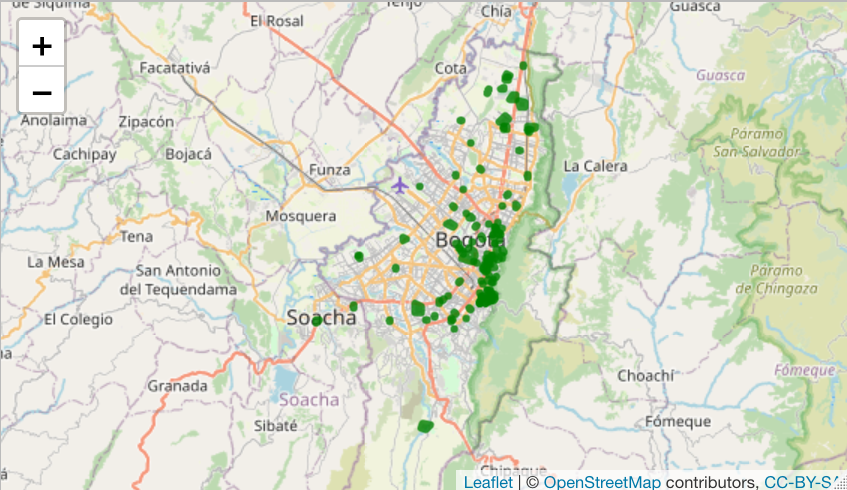 de Siquima
El Rosal
Tenjo
Chía
Guasca
+
−
Facatativá
Cota
Guasca
Anolaima
Zipacón
Páramo
San-Salvador
Cachipay
Bojacá
Funza
La Calera
Mosquera
Tena
Bogotá
La Mesa
San Antonio
del Tequendama
Páramo
de Chingaza
El Colegio
Soacha
Granada
Choachí
Fómeque
Soacha
Sibaté
Fómeque
Chipaque
Leaflet | © OpenStreetMap contributors, CC-BY-S